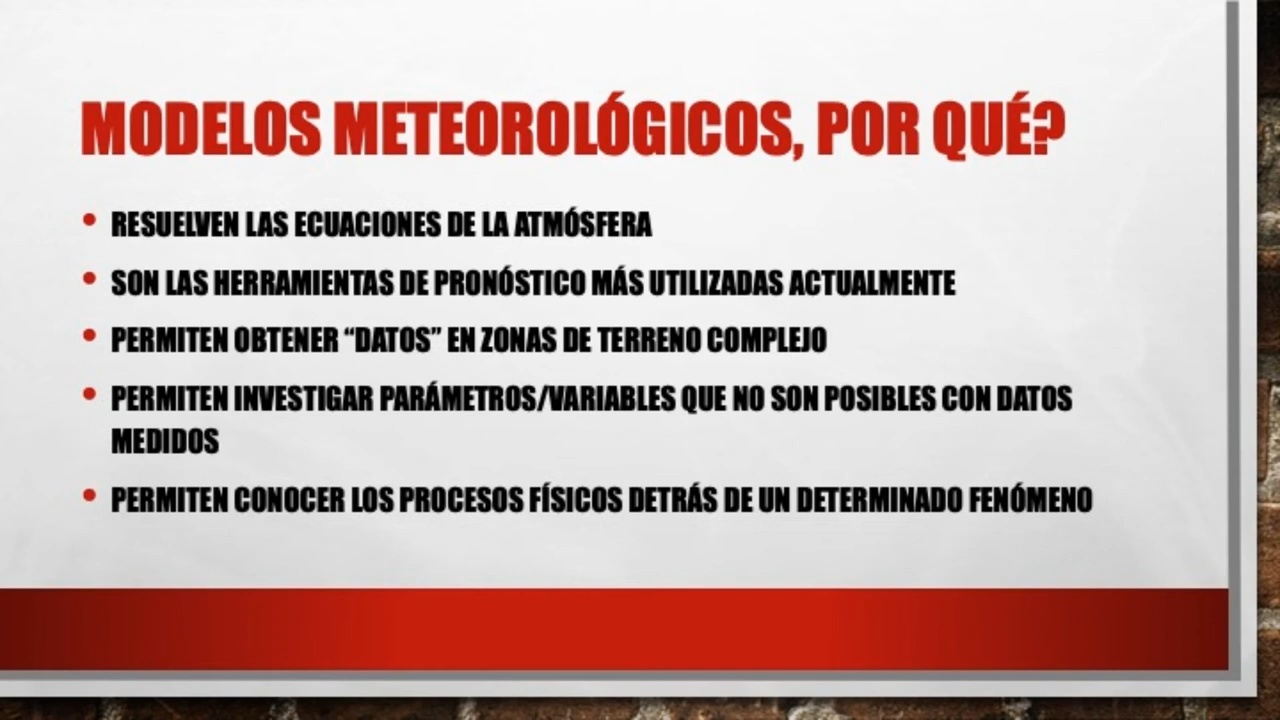 MODELOS METEOROLÓGICOS, POR QUÉ?
• RESUELVEN LAS ECUACIONES DE LA ATMÓSFERA
• SON LAS HERRAMIENTAS DE PRONÓSTICO MÁS UTILIZADAS ACTUALMENTE
• PERMITEN OBTENER “DATOS” EN ZONAS DE TERRENO COMPLEJO
• PERMITEN INVESTIGAR PARÁMETROS/VARIABLES QUE NO SON POSIBLES CON DATOS
MEDIDOS
• PERMITEN CONOCER LOS PROCESOS FÍSICOS DETRÁS DE UN DETERMINADO FENÓMENO